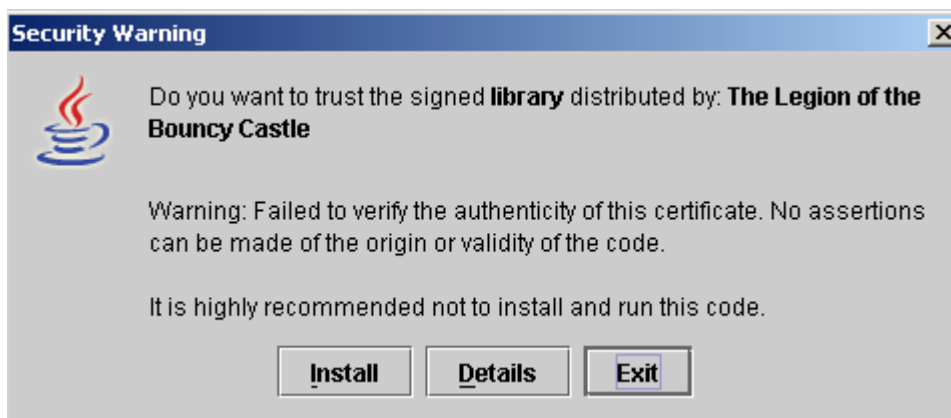 Security Warning
Do you want to trust the signed library distributed by: The Legion of the
Bouncy Castle
Warning: Failed to verify the authenticity of this certificate. No assertions
can be made of the origin or validity of the code.
It is highly recommended not to install and run this code.
Install Details Exit